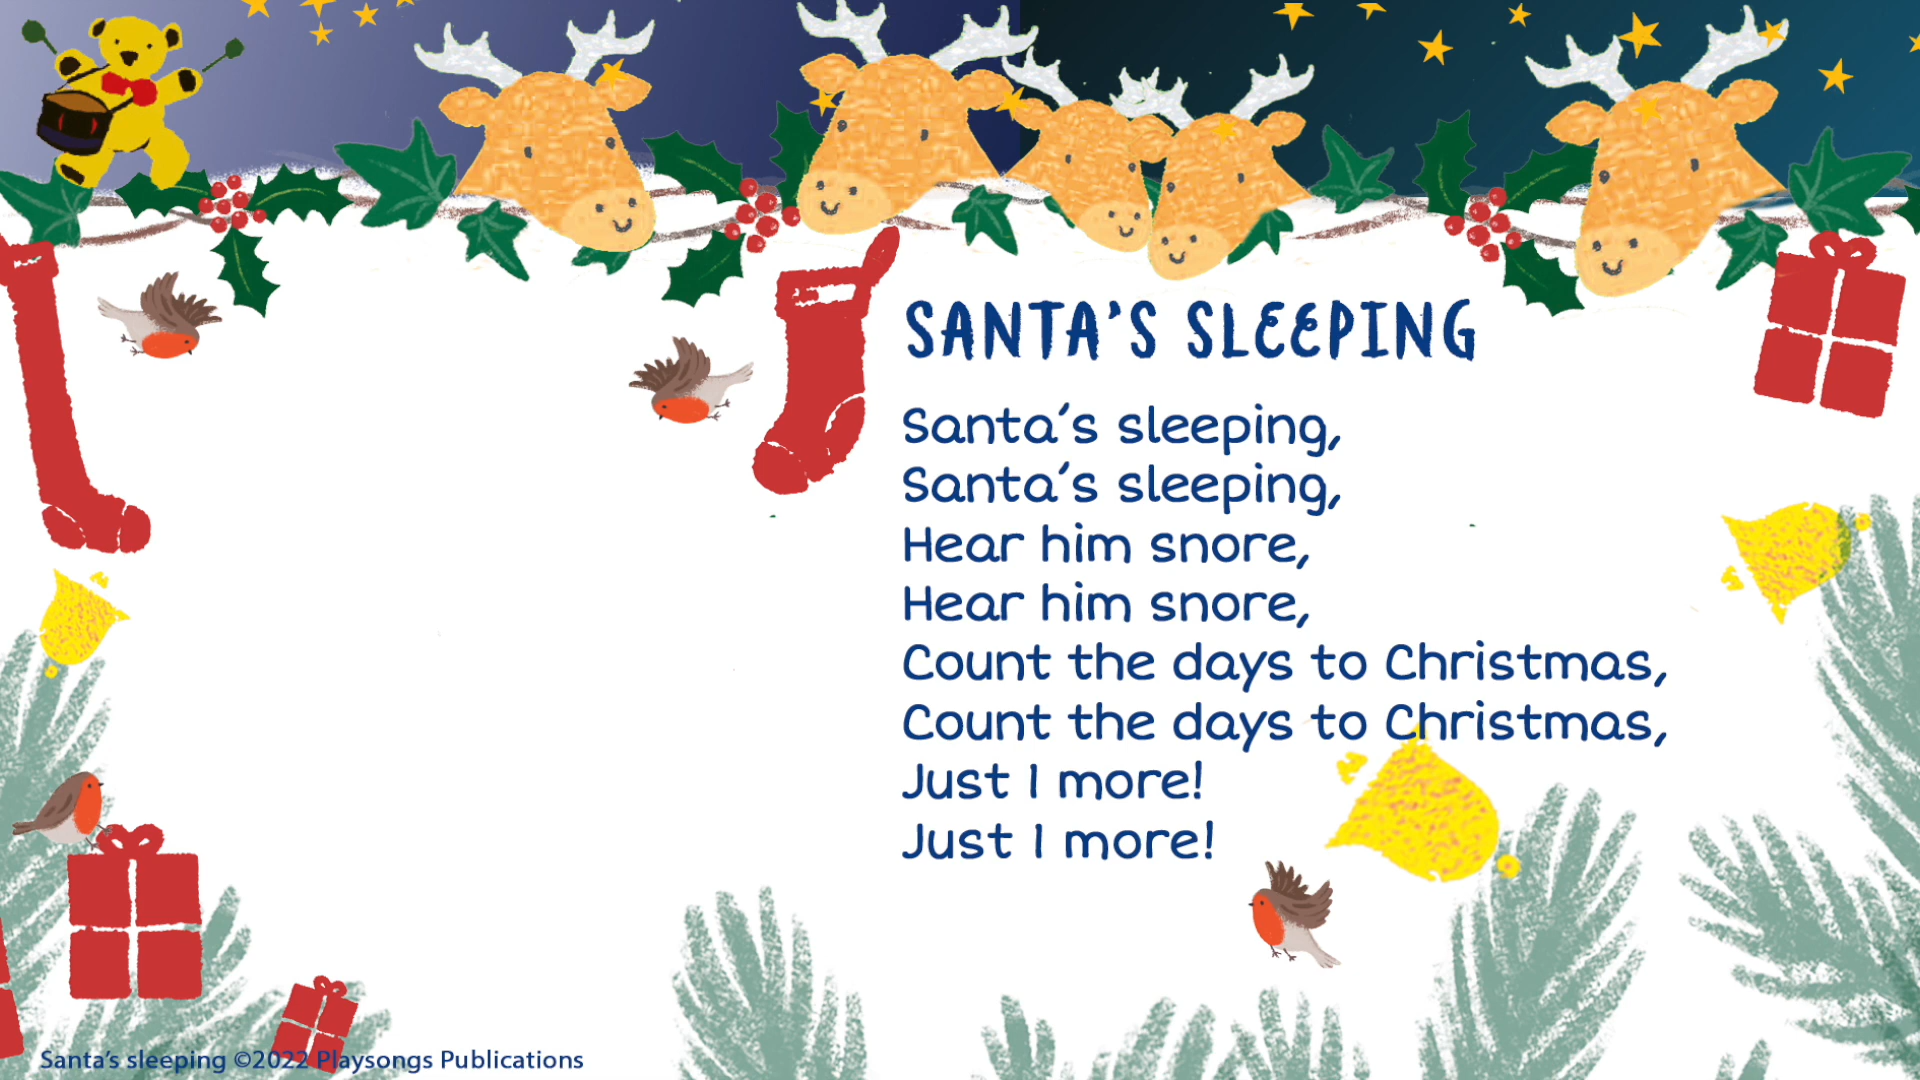 SANTA'S SLEEPING
Santa's sleeping,
Santa's sleeping,
Hear him snore,
Hear him snore,
Count the days to Christmas,
Count the days to Christmas,
Just 1 more!
Just 1 more!
Santa's sleeping ©2022 Playsongs Publications